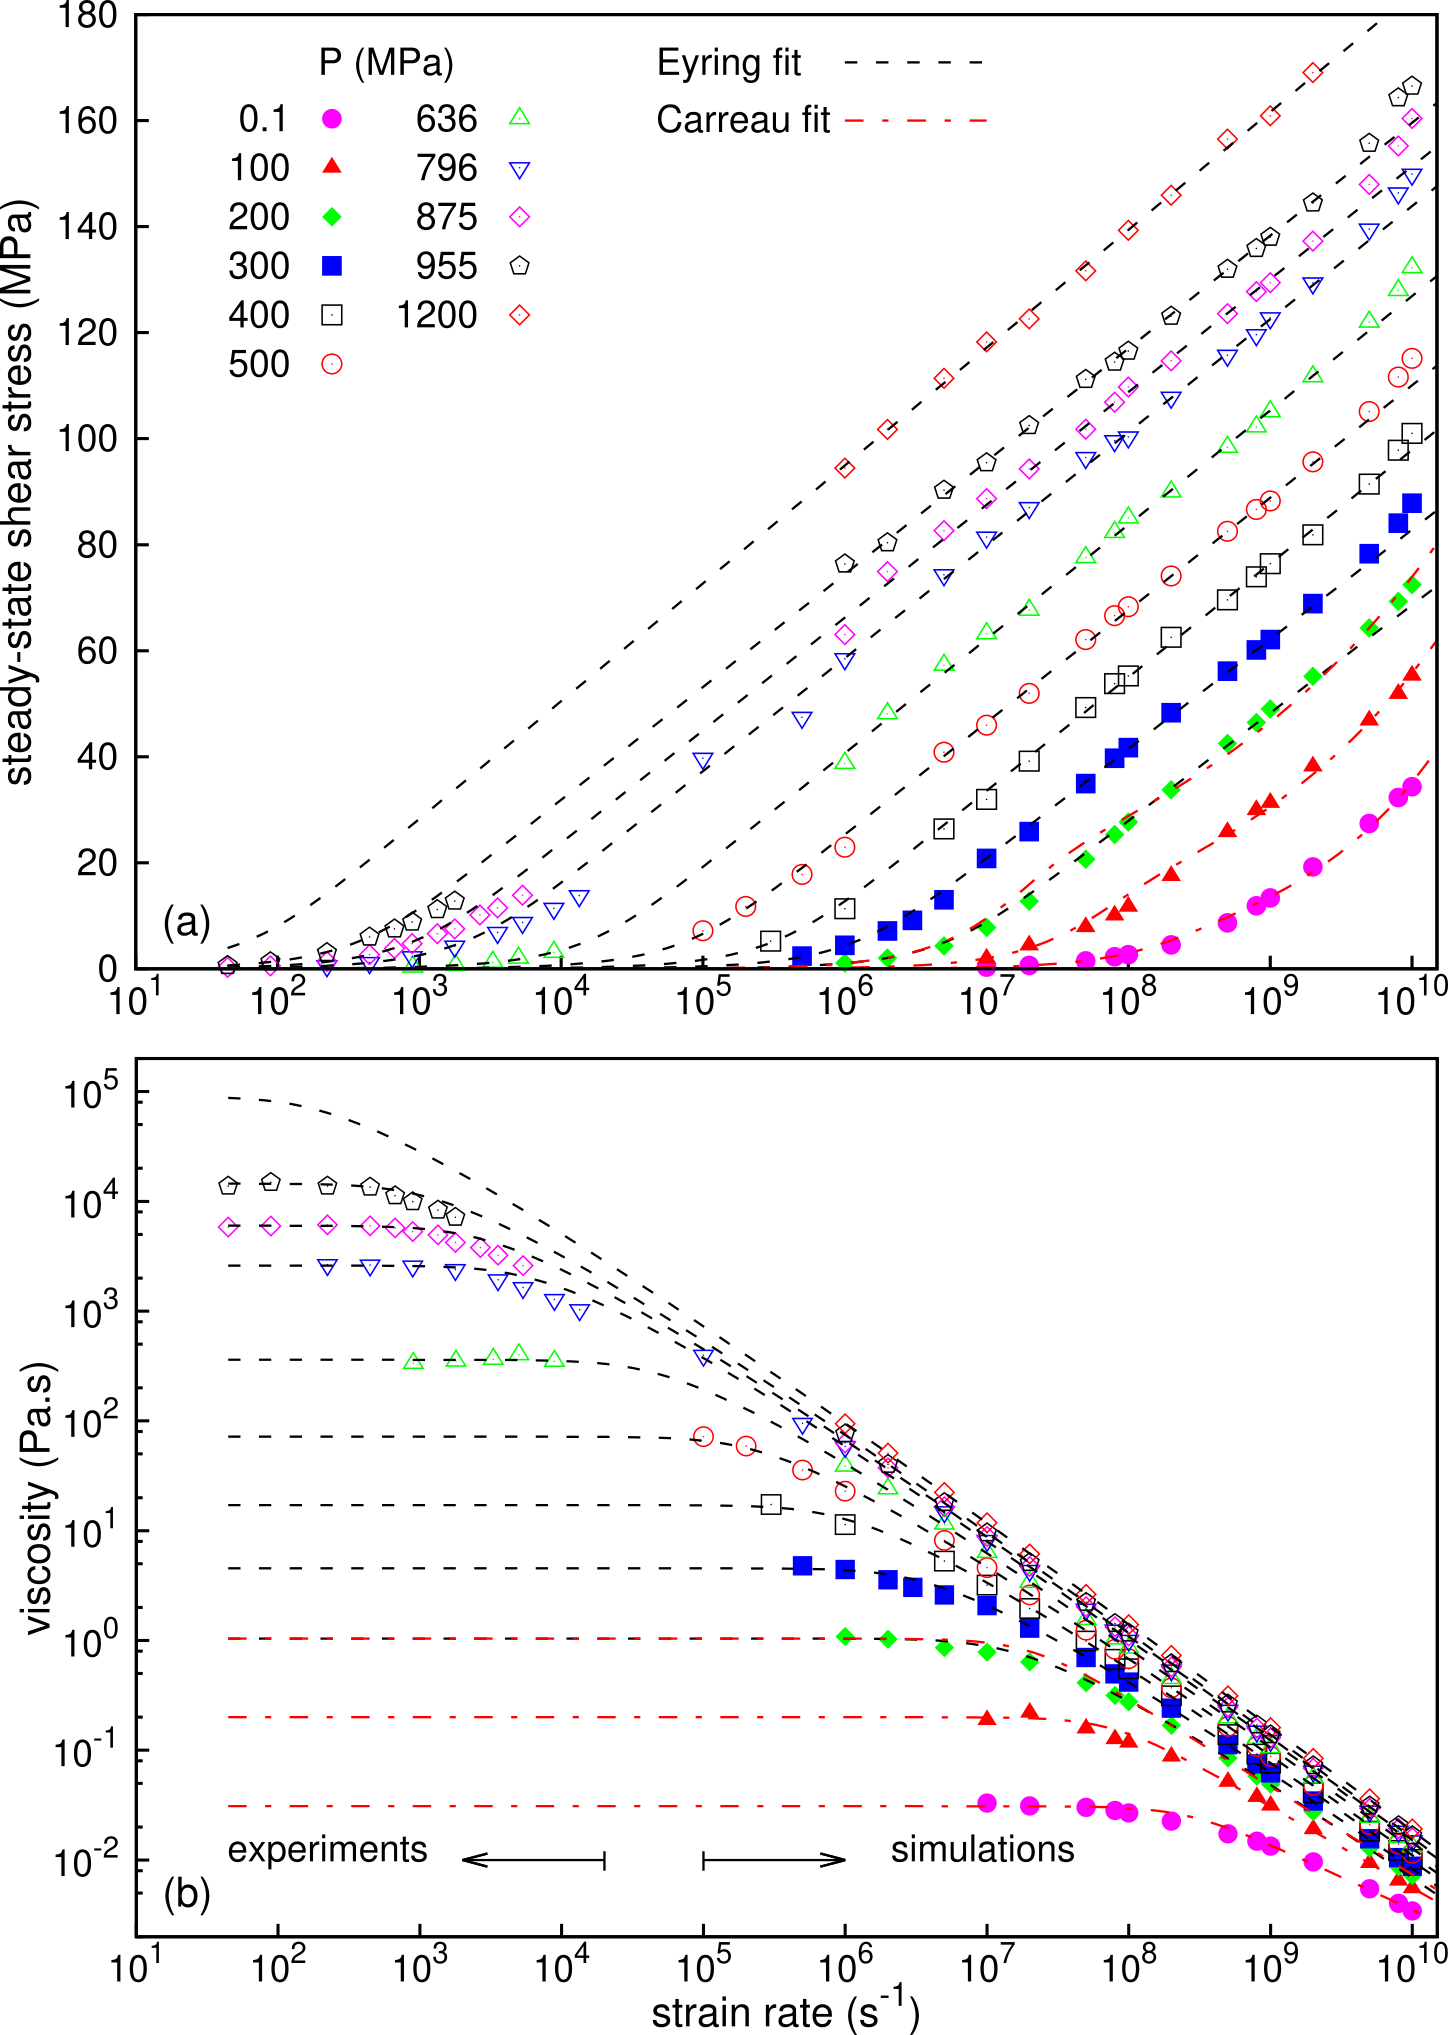 steady-state shear stress (MPa)
180
160
140
120
100
80
60
40
20
0
P (MPa)
0.1 636
100 796
200 875
300 955
400 1200
500
Eyring fit
Carreau fit
(a)
10¹ 10² 10³ 10⁴ 10⁵ 10⁶ 10⁷ 10⁸ 10⁹ 10¹⁰
viscosity (Pa.s)
10⁵
10⁴
10³
10²
10¹
10⁰
10⁻¹
10⁻²
experiments simulations
(b)
10¹ 10² 10³ 10⁴ 10⁵ 10⁶ 10⁷ 10⁸ 10⁹ 10¹⁰
strain rate (s⁻¹)